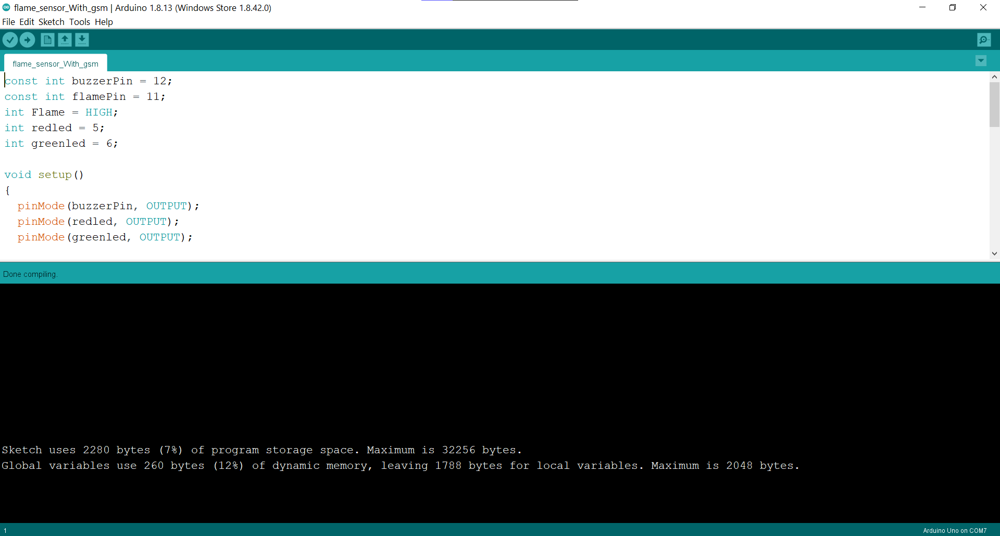 flame_sensor_With_gsm | Arduino 1.8.13 (Windows Store 1.8.42.0)
File Edit Sketch Tools Help
flame_sensor_With_gsm
const int buzzerPin = 12;
const int flamePin = 11;
int Flame = HIGH;
int redled = 5;
int greenled = 6;
void setup()
{
  pinMode(buzzerPin, OUTPUT);
  pinMode(redled, OUTPUT);
  pinMode(greenled, OUTPUT);
Done compiling.
Sketch uses 2280 bytes (7%) of program storage space. Maximum is 32256 bytes.
Global variables use 260 bytes (12%) of dynamic memory, leaving 1788 bytes for local variables. Maximum is 2048 bytes.
1 Arduino Uno on COM7